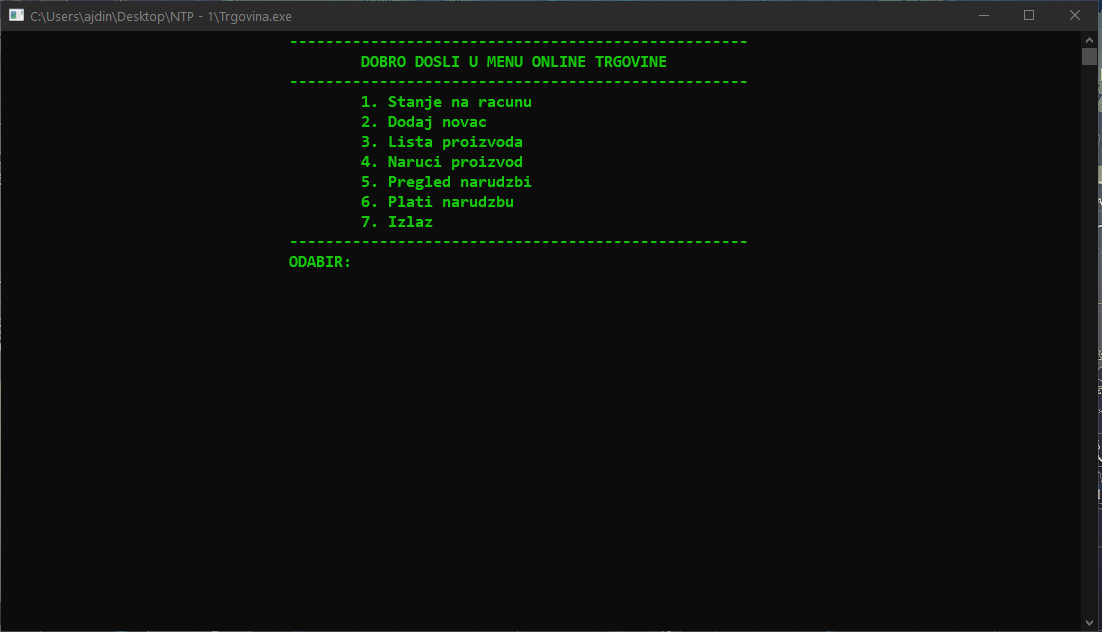 C:\Users\ajdin\Desktop\NTP - 1\Trgovina.exe
---------------------------------------------------
DOBRO DOSLI U MENU ONLINE TRGOVINE
---------------------------------------------------
1. Stanje na racunu
2. Dodaj novac
3. Lista proizvoda
4. Naruci proizvod
5. Pregled narudzbi
6. Plati narudzbu
7. Izlaz
---------------------------------------------------
ODABIR: